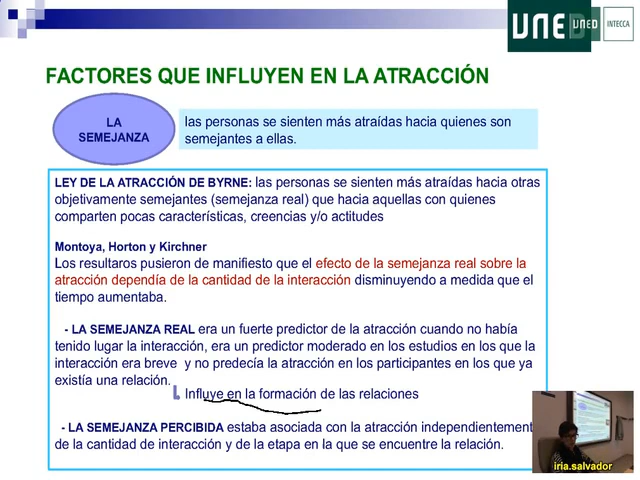 UNED
UNED
INTECCA
FACTORES QUE INFLUYEN EN LA ATRACCIÓN
LA
SEMEJANZA
las personas se sienten más atraídas hacia quienes son
semejantes a ellas.
LEY DE LA ATRACCIÓN DE BYRNE: las personas se sienten más atraídas hacia otras
objetivamente semejantes (semejanza real) que hacia aquellas con quienes
comparten pocas características, creencias y/o actitudes
Montoya, Horton y Kirchner
Los resultaros pusieron de manifiesto que el efecto de la semejanza real sobre la
atracción dependía de la cantidad de la interacción disminuyendo a medida que el
tiempo aumentaba.
- LA SEMEJANZA REAL era un fuerte predictor de la atracción cuando no había
tenido lugar la interacción, era un predictor moderado en los estudios en los que la
interacción era breve y no predecía la atracción en los participantes en los que ya
existía una relación.
Influye en la formación de las relaciones
- LA SEMEJANZA PERCIBIDA estaba asociada con la atracción independientement
de la cantidad de interacción y de la etapa en la que se encuentre la relación.
iria.salvador